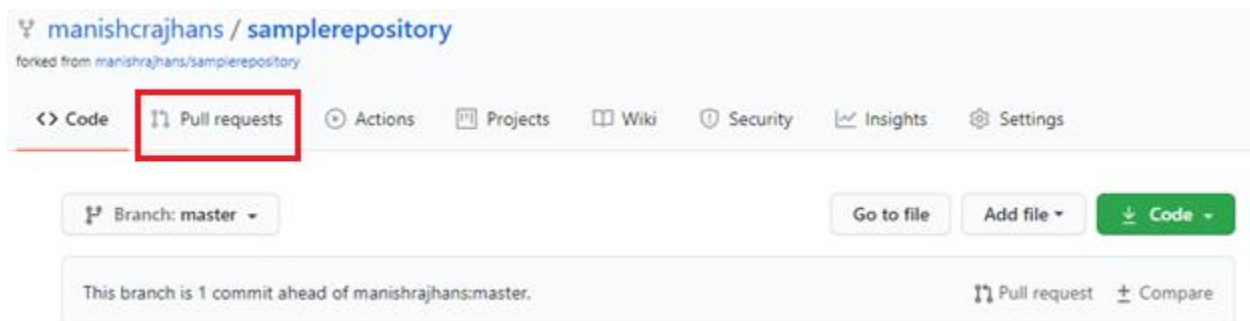 manishcrajhans / samplerepository
forked from manishrajhans/samplerepository
<> Code Pull requests Actions Projects Wiki Security Insights Settings
Branch: master Go to file Add file Code
This branch is 1 commit ahead of manishrajhans:master. Pull request Compare